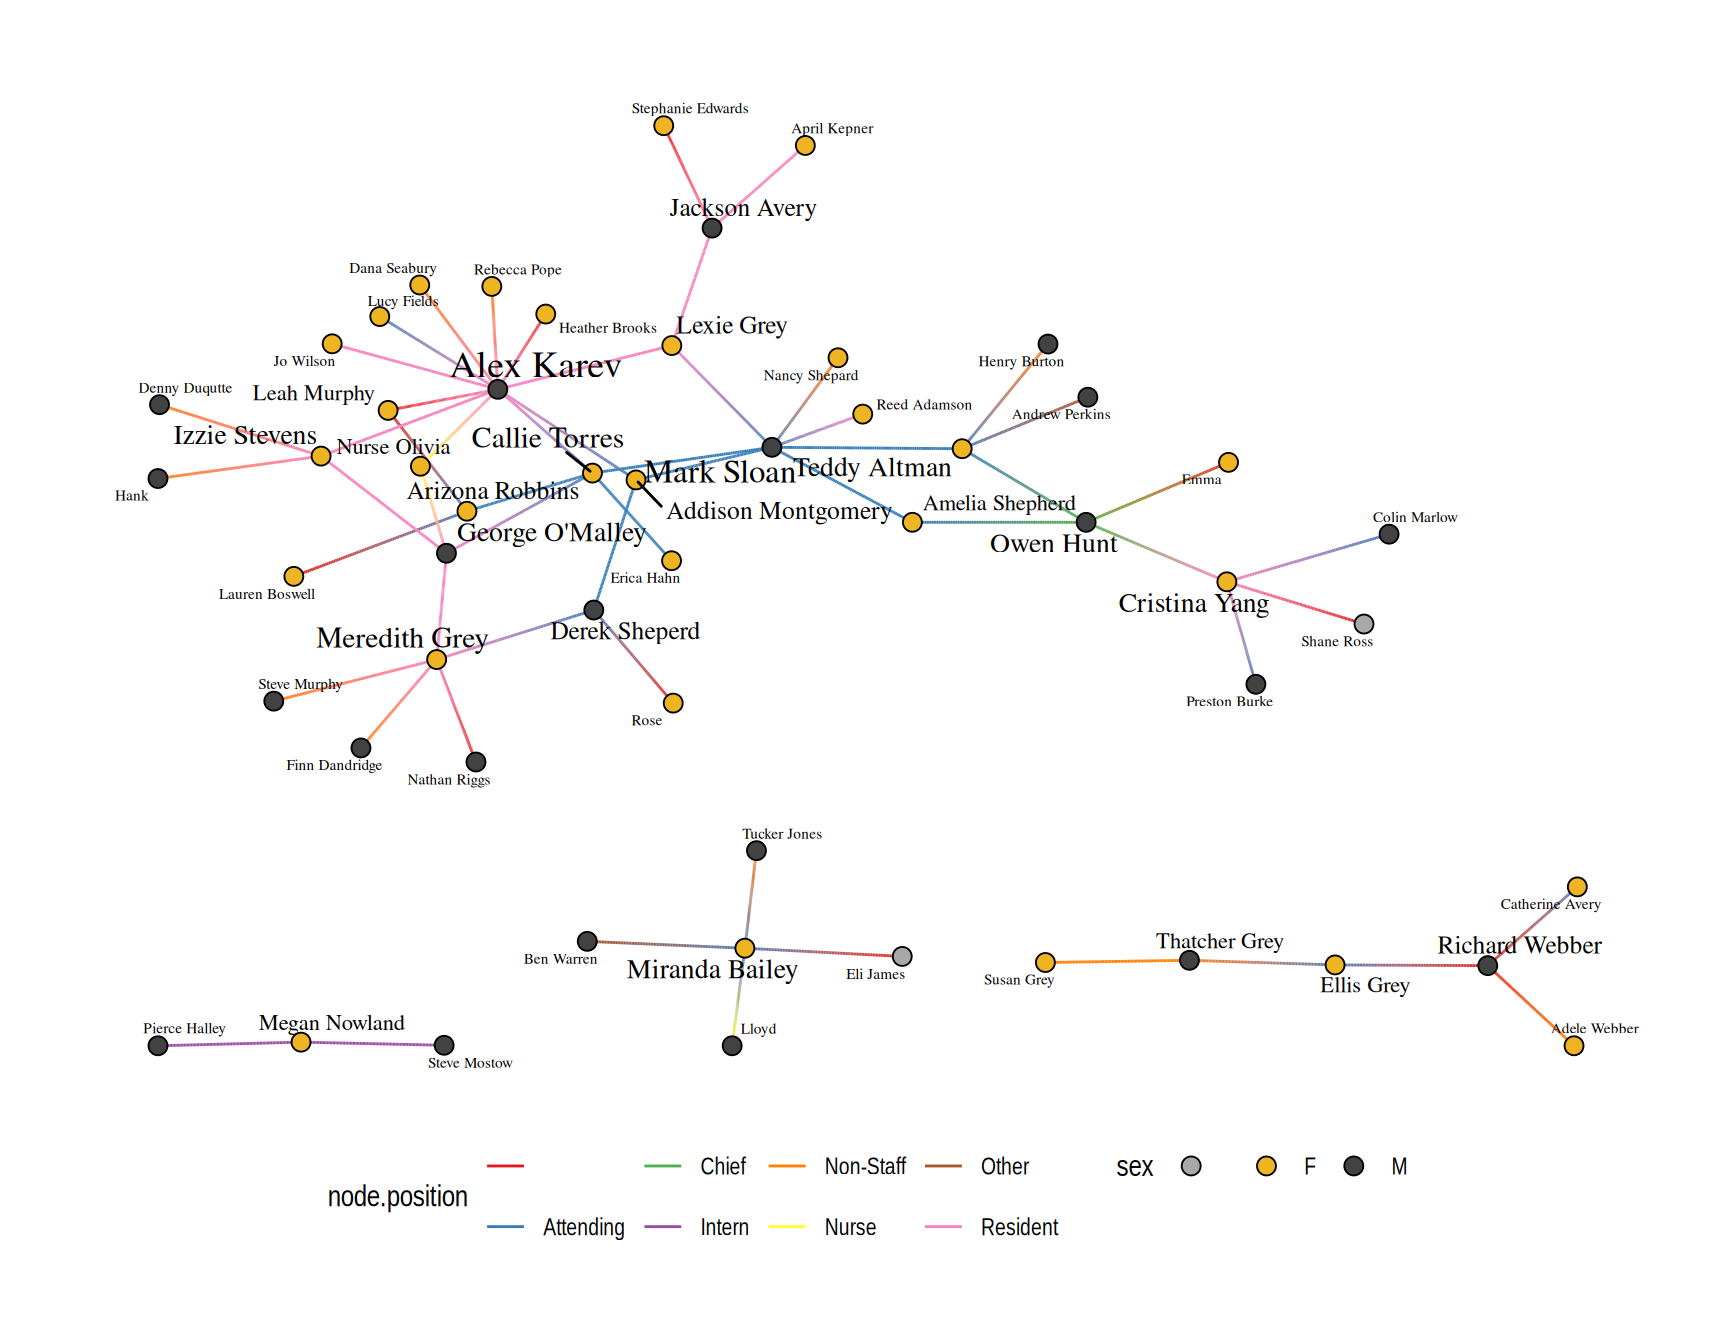 Stephanie Edwards
April Kepner
Jackson Avery
Dana Seabury
Rebecca Pope
Lucy Fields
Heather Brooks
Lexie Grey
Jo Wilson
Alex Karev
Henry Burton
Nancy Shepard
Denny Duqutte
Leah Murphy
Reed Adamson
Andrew Perkins
Izzie Stevens
Nurse Olivia
Callie Torres
Mark Sloan
Teddy Altman
Emma
Hank
Arizona Robbins
Addison Montgomery
Amelia Shepherd
Colin Marlow
George O'Malley
Owen Hunt
Erica Hahn
Lauren Boswell
Cristina Yang
Meredith Grey
Derek Sheperd
Shane Ross
Steve Murphy
Preston Burke
Rose
Finn Dandridge
Nathan Riggs
Tucker Jones
Catherine Avery
Ben Warren
Miranda Bailey
Eli James
Thatcher Grey
Richard Webber
Susan Grey
Ellis Grey
Pierce Halley
Megan Nowland
Lloyd
Adele Webber
Steve Mostow
node.position
Chief
Non-Staff
Other
Attending
Intern
Nurse
Resident
sex
F
M